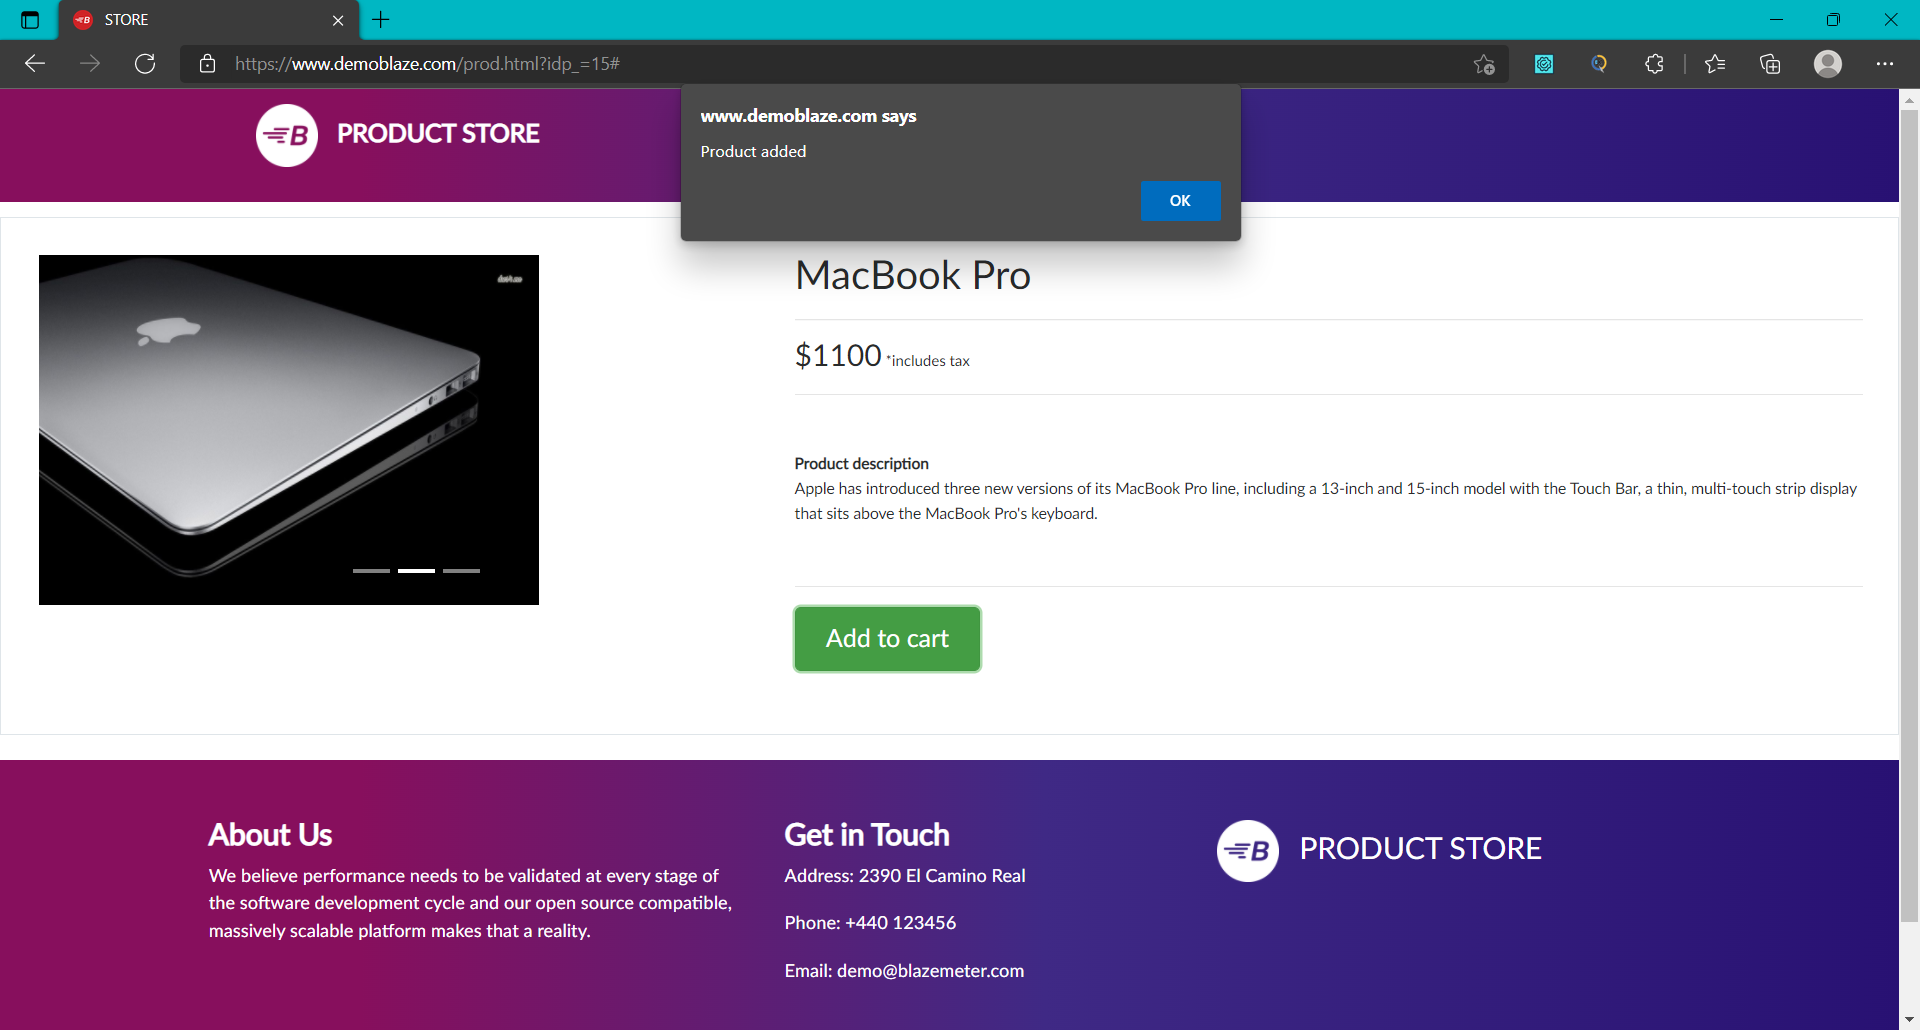 STORE
https://www.demoblaze.com/prod.html?idp_=15#
www.demoblaze.com says
Product added
OK
B PRODUCT STORE
MacBook Pro
$1100 *includes tax
Product description
Apple has introduced three new versions of its MacBook Pro line, including a 13-inch and 15-inch model with the Touch Bar, a thin, multi-touch strip display
that sits above the MacBook Pro's keyboard.
Add to cart
About Us
We believe performance needs to be validated at every stage of
the software development cycle and our open source compatible,
massively scalable platform makes that a reality.
Get in Touch
Address: 2390 El Camino Real
Phone: +440 123456
Email: demo@blazemeter.com
B PRODUCT STORE